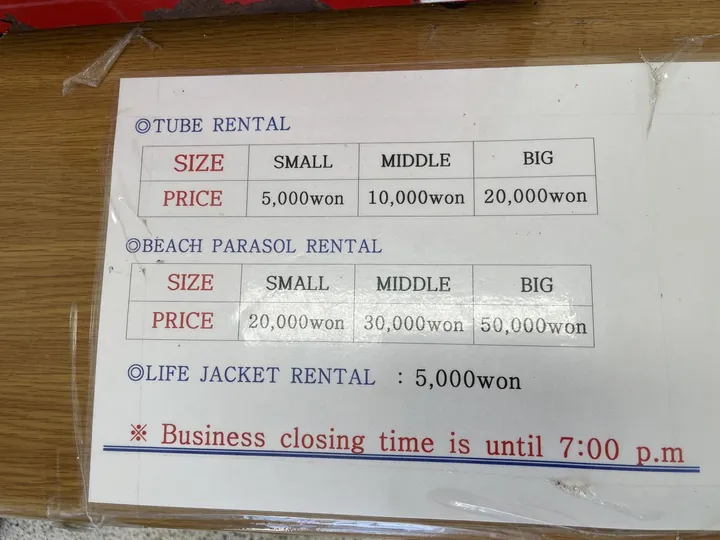 ◎TUBE RENTAL
SIZE SMALL MIDDLE BIG
PRICE 5,000won 10,000won 20,000won
◎BEACH PARASOL RENTAL
SIZE SMALL MIDDLE BIG
PRICE 20,000won 30,000won 50,000won
◎LIFE JACKET RENTAL : 5,000won
※ Business closing time is until 7:00 p.m